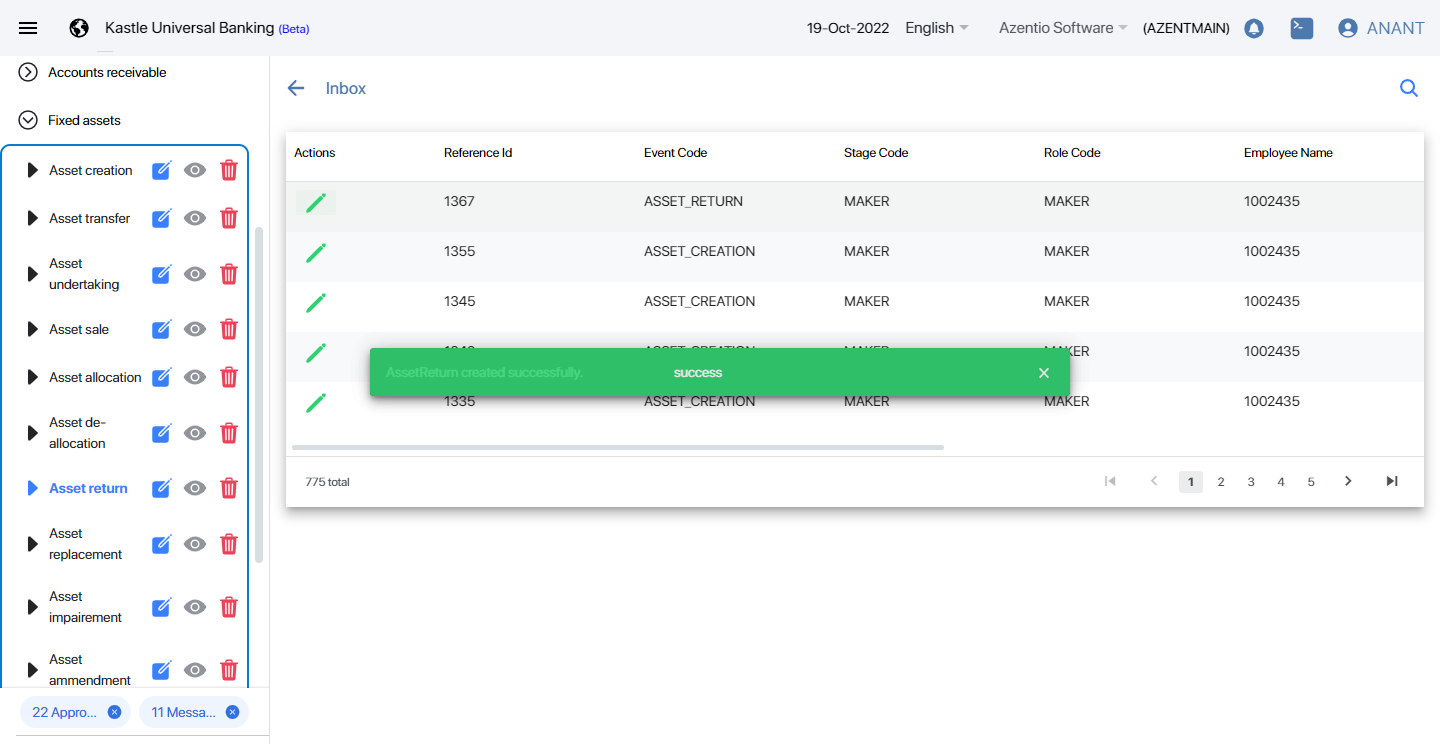 Kastle Universal Banking (Beta)
19-Oct-2022 English Azentio Software (AZENTMAIN) ANANT
Accounts receivable
Fixed assets
Asset creation
Asset transfer
Asset
undertaking
Asset sale
Asset allocation
Asset de-
allocation
Asset return
Asset
replacement
Asset
impairement
Asset
ammendment
22 Appro... 11 Messa...
Inbox
Actions Reference Id Event Code Stage Code Role Code Employee Name
1367 ASSET_RETURN MAKER MAKER 1002435
1355 ASSET_CREATION MAKER MAKER 1002435
1345 ASSET_CREATION MAKER MAKER 1002435
ASSET_CREATION MAKER MAKER 1002435
AssetReturn created successfully. success
1335 ASSET_CREATION MAKER MAKER 1002435
775 total 1 2 3 4 5